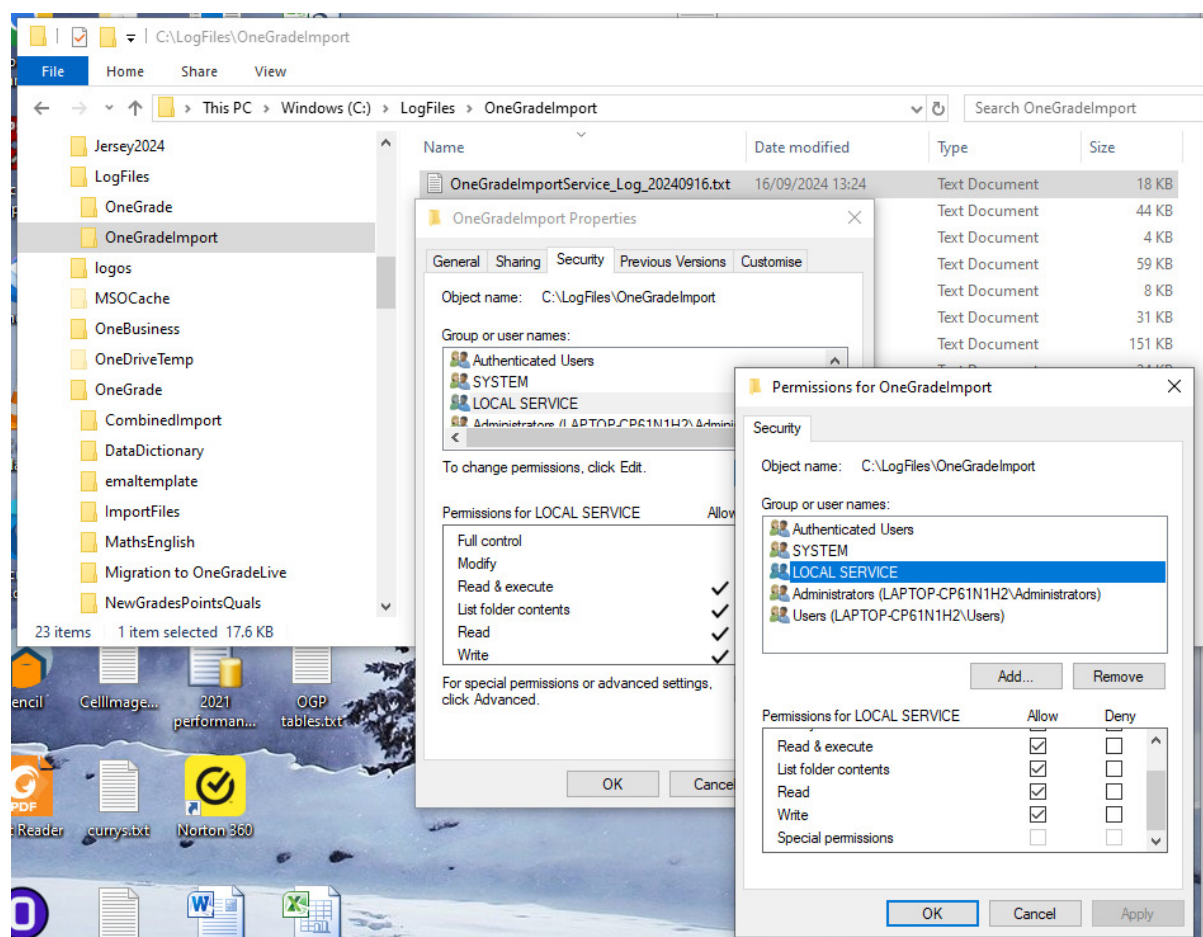 C:\LogFiles\OneGradeImport
File Home Share View
This PC > Windows (C:) > LogFiles > OneGradeImport
Search OneGradeImport
Jersey2024
LogFiles
OneGrade
OneGradeImport
logos
MSOCache
OneBusiness
OneDriveTemp
OneGrade
CombinedImport
DataDictionary
emaltemplate
ImportFiles
MathsEnglish
Migration to OneGradeLive
NewGradesPointsQuals
23 items 1 item selected 17.6 KB
Name Date modified Type Size
OneGradeImportService_Log_20240916.txt 16/09/2024 13:24 Text Document 18 KB
Text Document 44 KB
Text Document 4 KB
Text Document 59 KB
Text Document 8 KB
Text Document 31 KB
Text Document 151 KB
OneGradeImport Properties
General Sharing Security Previous Versions Customise
Object name: C:\LogFiles\OneGradeImport
Group or user names:
Authenticated Users
SYSTEM
LOCAL SERVICE
Administrators (LAPTOP-CP61N1H2\Admini
To change permissions, click Edit.
Permissions for LOCAL SERVICE Allow
Full control
Modify
Read & execute
List folder contents
Read
Write
For special permissions or advanced settings,
click Advanced.
OK Cancel
Permissions for OneGradeImport
Security
Object name: C:\LogFiles\OneGradeImport
Group or user names:
Authenticated Users
SYSTEM
LOCAL SERVICE
Administrators (LAPTOP-CP61N1H2\Administrators)
Users (LAPTOP-CP61N1H2\Users)
Add... Remove
Permissions for LOCAL SERVICE Allow Deny
Read & execute
List folder contents
Read
Write
Special permissions
OK Cancel Apply
encil
CellImage...
2021
performan...
OGP
tables.txt
PDF
Reader
currys.txt
Norton 360